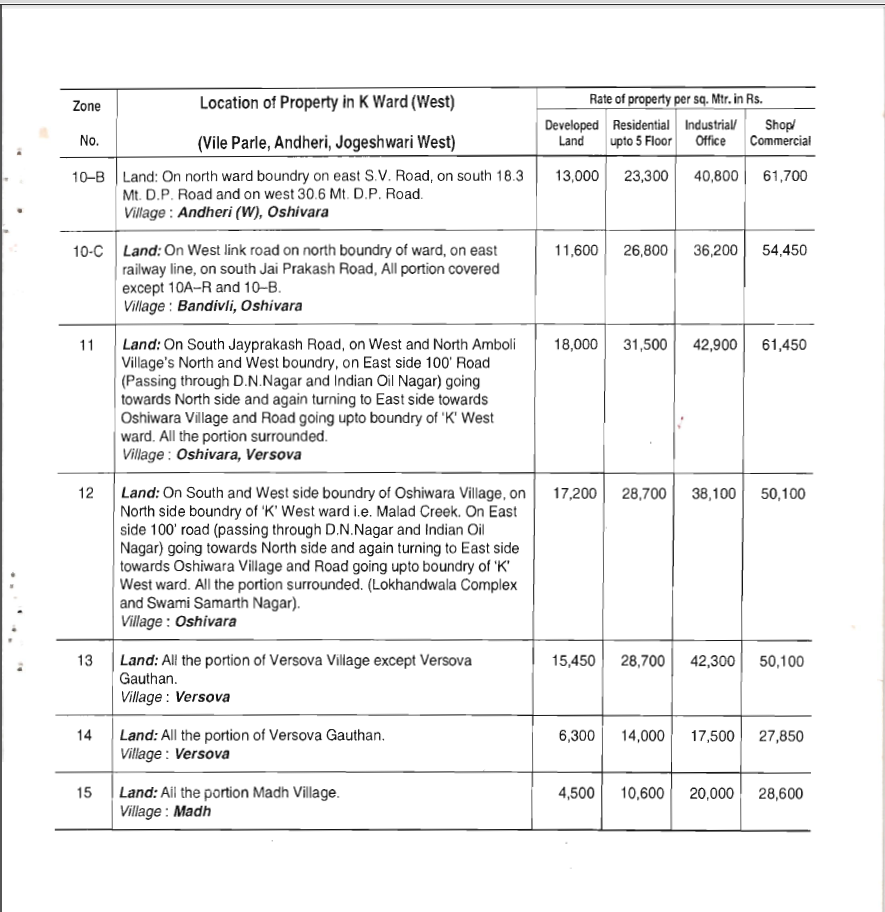 Zone
No.
Location of Property in K Ward (West)
(Vile Parle, Andheri, Jogeshwari West)
Rate of property per sq. Mtr. in Rs.
Developed Land
Residential upto 5 Floor
Industrial/ Office
Shop/ Commercial
10–B
Land: On north ward boundry on east S.V. Road, on south 18.3
Mt. D.P. Road and on west 30.6 Mt. D.P. Road.
Village : Andheri (W), Oshivara
13,000 23,300 40,800 61,700
10-C
Land: On West link road on north boundry of ward, on east
railway line, on south Jai Prakash Road, All portion covered
except 10A–R and 10–B.
Village : Bandivli, Oshivara
11,600 26,800 36,200 54,450
11
Land: On South Jayprakash Road, on West and North Amboli
Village's North and West boundry, on East side 100' Road
(Passing through D.N.Nagar and Indian Oil Nagar) going
towards North side and again turning to East side towards
Oshiwara Village and Road going upto boundry of 'K' West
ward. All the portion surrounded.
Village : Oshivara, Versova
18,000 31,500 42,900 61,450
12
Land: On South and West side boundry of Oshiwara Village, on
North side boundary of 'K' West ward i.e. Malad Creek. On East
side 100' road (passing through D.N.Nagar and Indian Oil
Nagar) going towards North side and again turning to East side
towards Oshiwara Village and Road going upto boundry of 'K'
West ward. All the portion surrounded. (Lokhandwala Complex
and Swami Samarth Nagar).
Village : Oshivara
17,200 28,700 38,100 50,100
13
Land: All the portion of Versova Village except Versova
Gauthan.
Village : Versova
15,450 28,700 42,300 50,100
14
Land: All the portion of Versova Gauthan.
Village : Versova
6,300 14,000 17,500 27,850
15
Land: All the portion Madh Village.
Village : Madh
4,500 10,600 20,000 28,600